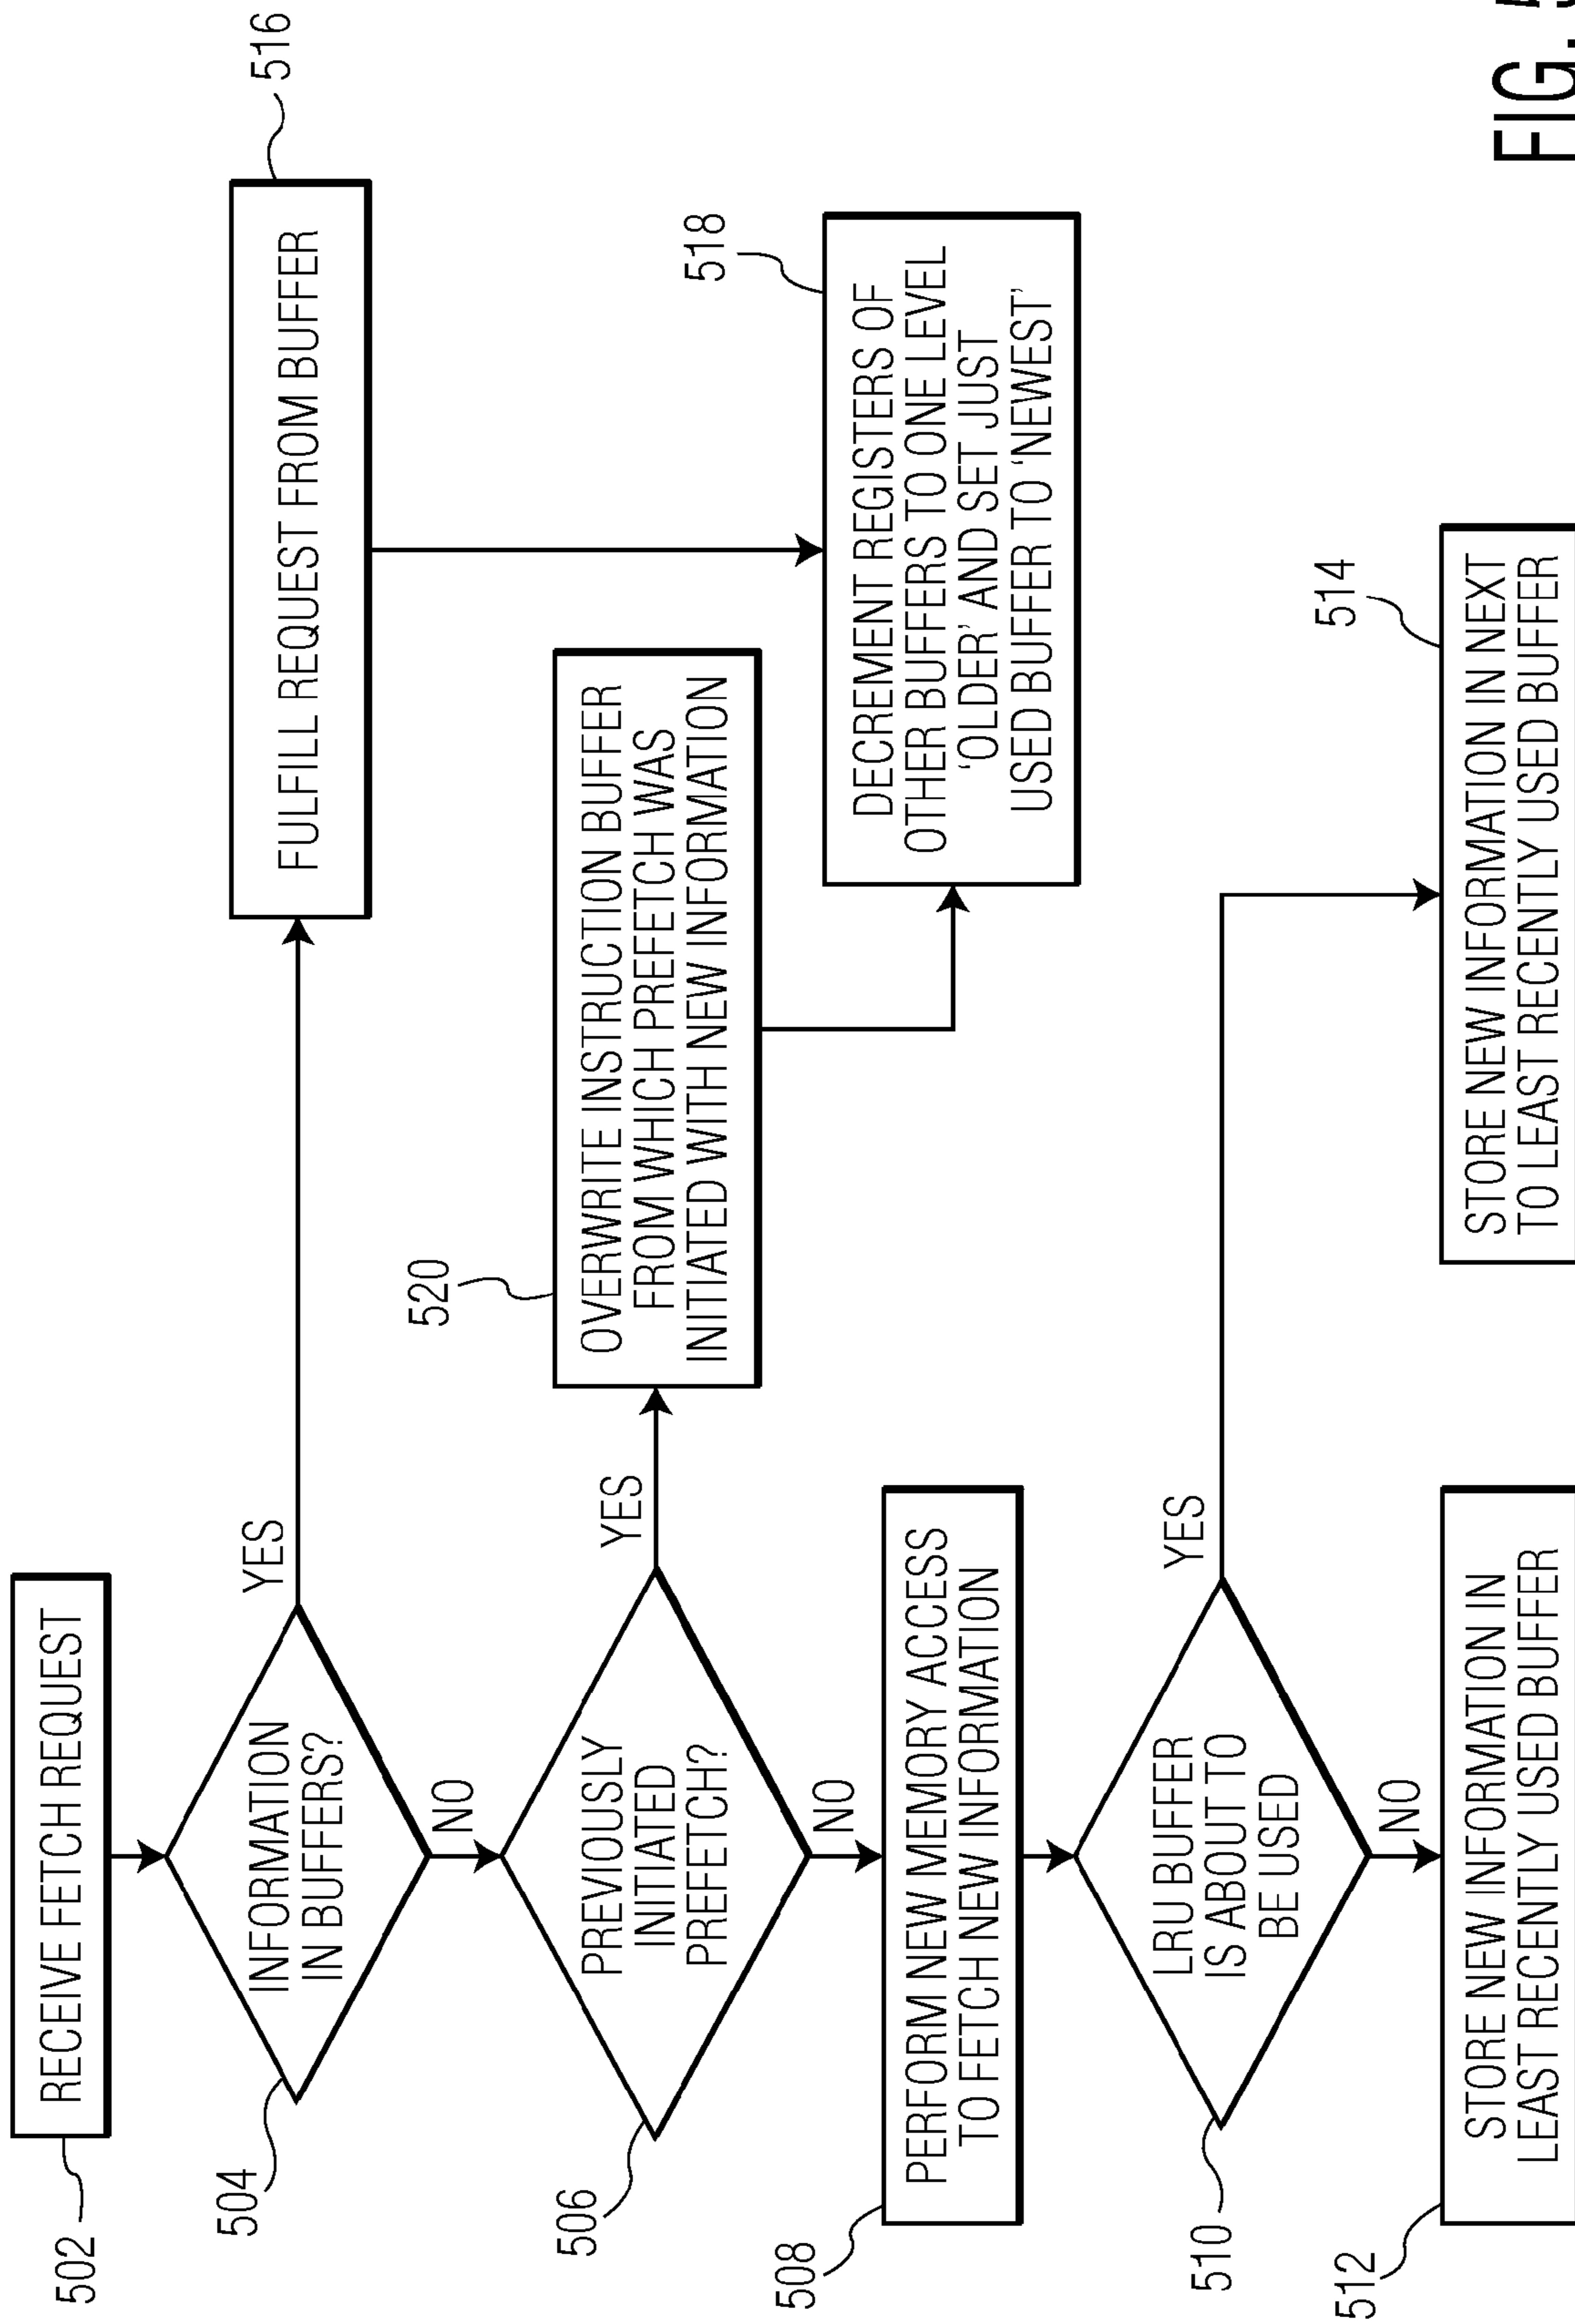 502
RECEIVE FETCH REQUEST
504
INFORMATION
IN BUFFERS?
YES
FULFILL REQUEST FROM BUFFER
516
NO
506
PREVIOUSLY
INITIATED
PREFETCH?
YES
520
OVERWRITE INSTRUCTION BUFFER
FROM WHICH PREFETCH WAS
INITIATED WITH NEW INFORMATION
518
DECREMENT REGISTERS OF
OTHER BUFFERS TO ONE LEVEL
'OLDER' AND SET JUST
USED BUFFER TO 'NEWEST'
NO
508
PERFORM NEW MEMORY ACCESS
TO FETCH NEW INFORMATION
510
LRU BUFFER
IS ABOUT TO
BE USED
YES
514
STORE NEW INFORMATION IN NEXT
TO LEAST RECENTLY USED BUFFER
NO
512
STORE NEW INFORMATION IN
LEAST RECENTLY USED BUFFER
FIG.